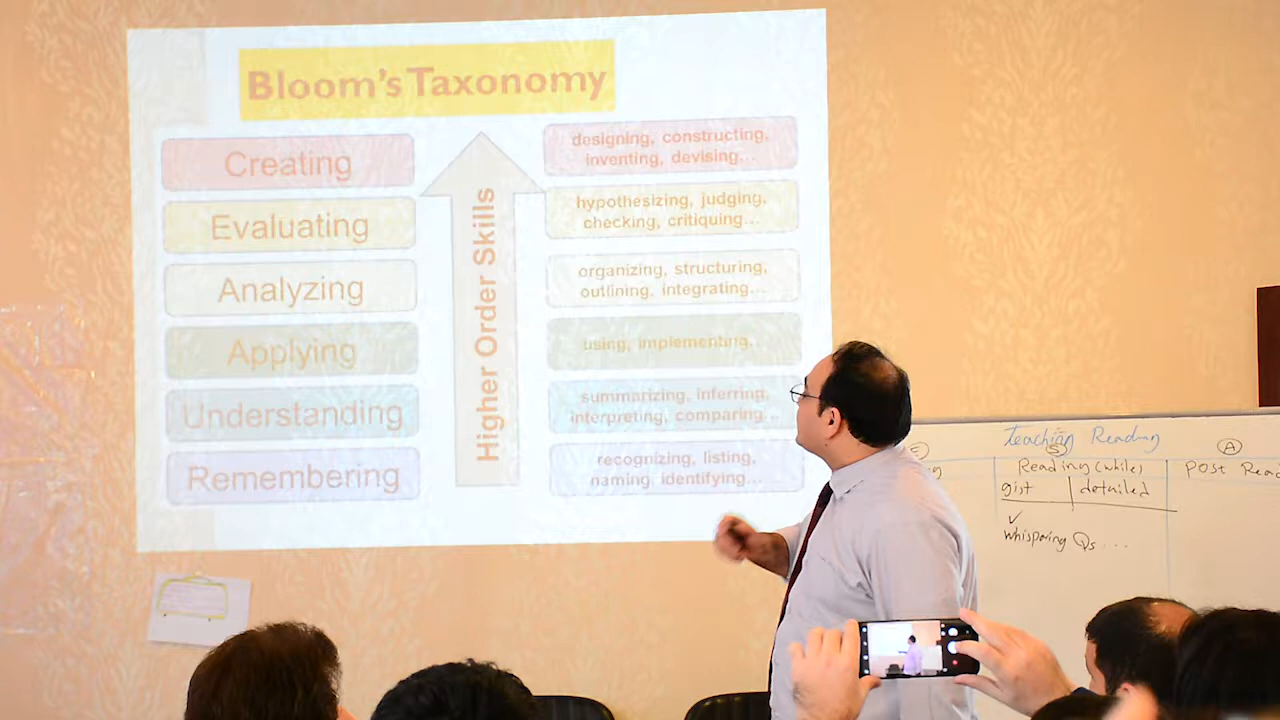 Bloom's Taxonomy
Creating
designing, constructing,
inventing, devising...
Evaluating
hypothesizing, judging,
checking, critiquing...
Analyzing
organizing, structuring,
outlining, integrating...
Applying
using, implementing...
Understanding
summarizing, inferring,
interpreting, comparing...
Remembering
recognizing, listing,
naming, identifying...
Higher Order Skills
Teaching Reading
S
A
Reading (while)
Post Rea
gist
detailed
✓
whispering Qs ...